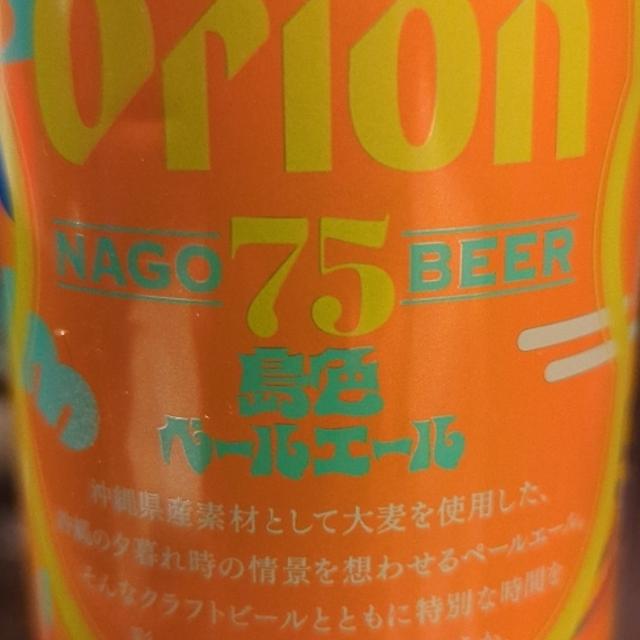 Orion
NAGO 75 BEER
島色
ペールエール
沖縄県産素材として大麦を使用した、
沖縄の夕暮れ時の情景を想わせるペールエール。
そんなクラフトビールとともに特別な時間を